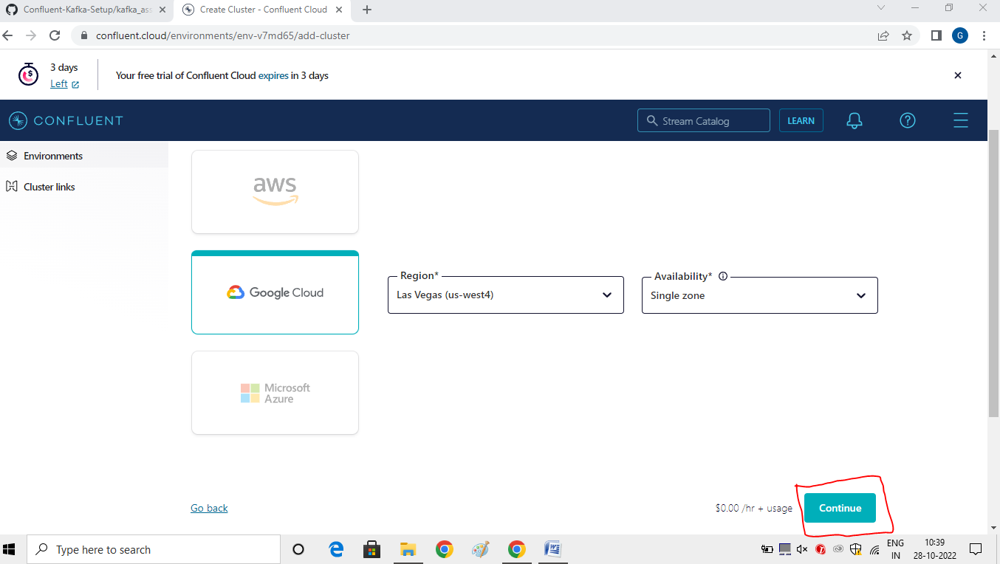 Confluent-Kafka-Setup/kafka_ass
Create Cluster - Confluent Cloud
confluent.cloud/environments/env-v7md65/add-cluster
G
3 days
Left
Your free trial of Confluent Cloud expires in 3 days
CONFLUENT
Stream Catalog
LEARN
Environments
Cluster links
aws
Google Cloud
Region*
Las Vegas (us-west4)
Availability*
Single zone
Microsoft
Azure
Go back
$0.00 /hr + usage
Continue
Type here to search
ENG
IN
10:39
28-10-2022